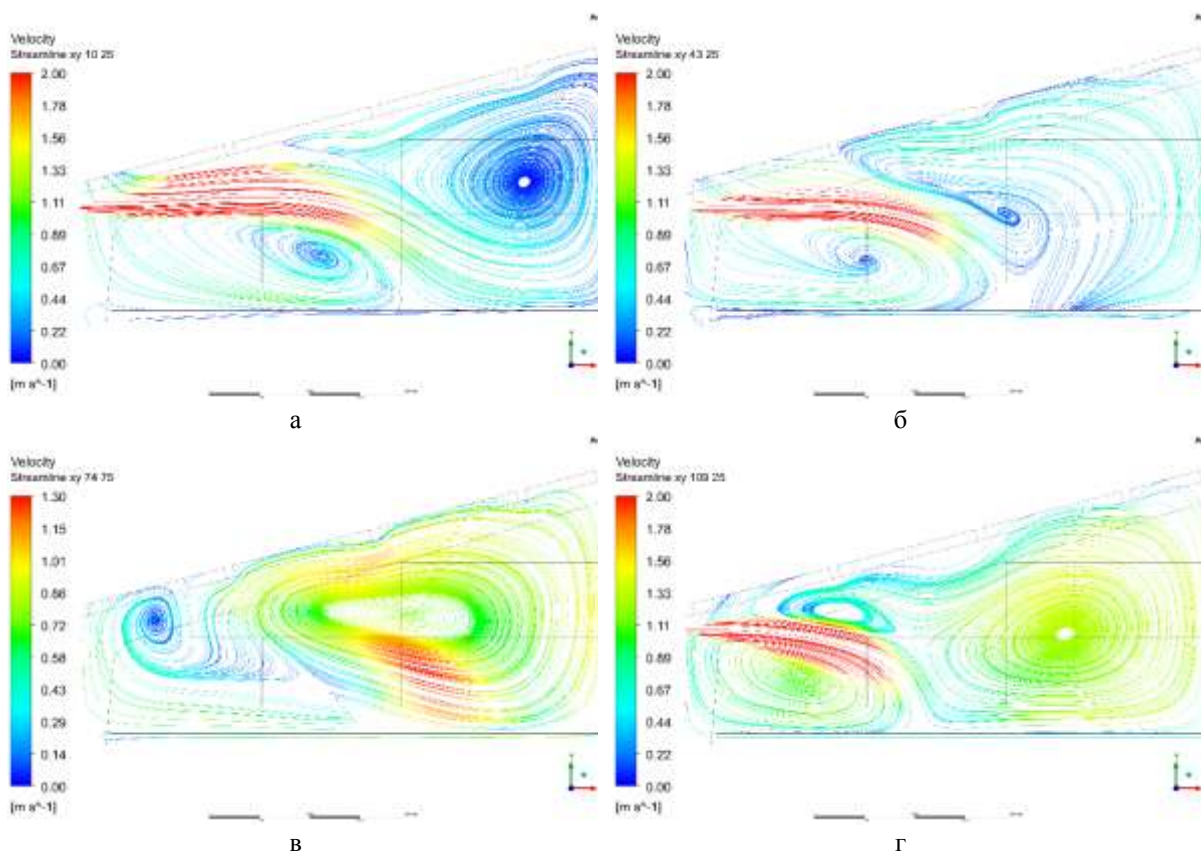 Velocity
Streamline xy 10 25
2.00
1.78
1.56
1.33
1.11
0.89
0.67
0.44
0.22
0.00
[m s^-1]
а
Velocity
Streamline xy 43 25
2.00
1.78
1.56
1.33
1.11
0.89
0.67
0.44
0.22
0.00
[m s^-1]
б
Velocity
Streamline xy 74 75
1.30
1.15
1.01
0.86
0.72
0.58
0.43
0.29
0.14
0.00
[m s^-1]
в
Velocity
Streamline xy 109 25
2.00
1.78
1.56
1.33
1.11
0.89
0.67
0.44
0.22
0.00
[m s^-1]
г